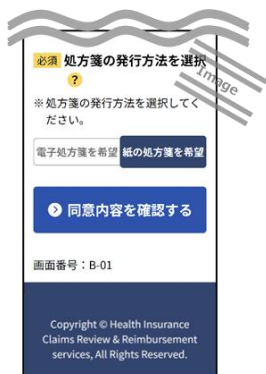 必須 処方箋の発行方法を選択
?
Image
※処方箋の発行方法を選択してく
ださい。
電子処方箋を希望 紙の処方箋を希望
同意内容を確認する
画面番号：B-01
Copyright © Health Insurance
Claims Review & Reimbursement
services, All Rights Reserved.